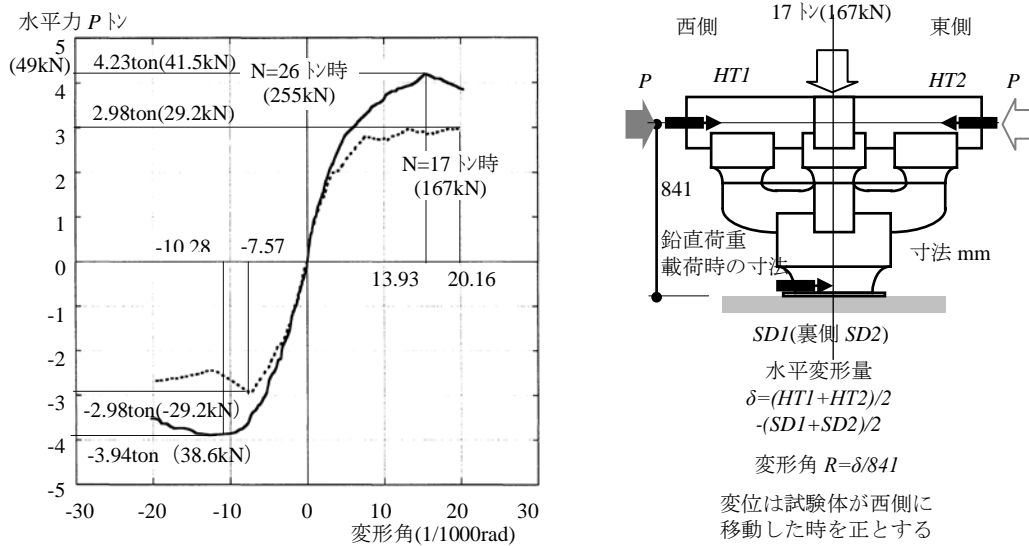 水平力 P トン
5
(49kN)
4
3
2
1
0
-1
-2
-3
-4
-5
4.23ton(41.5kN)
N=26 トン時
(255kN)
2.98ton(29.2kN)
N=17 トン時
(167kN)
-10.28
-7.57
13.93
20.16
-2.98ton(-29.2kN)
-3.94ton (38.6kN)
-30
-20
-10
0
10
20
30
変形角(1/1000rad)
17 トン(167kN)
西側
東側
P
HT1
HT2
P
841
鉛直荷重
載荷時の寸法
寸法 mm
SD1(裏側 SD2)
水平変形量
δ=(HT1+HT2)/2
-(SD1+SD2)/2
変形角 R=δ/841
変位は試験体が西側に
移動した時を正とする